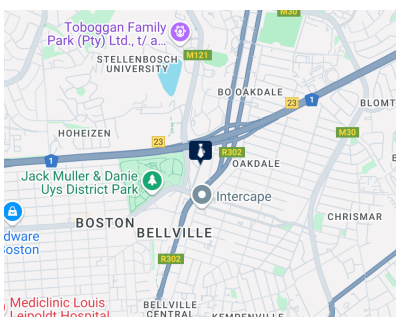 M30
Toboggan Family
Park (Pty) Ltd., t/ a...
M121
STELLENBOSCH
UNIVERSITY
BO OAKDALE
23
1
BLOMT
HOHEIZEN
M30
23
R302
1
OAKDALE
Jack Muller & Danie
Uys District Park
Intercape
dware
Boston
BOSTON
CHRISMAR
BELLVILLE
R302
Mediclinic Louis
Leipoldt Hospital
BELLVILLE
CENTRAL
KEMPENVILLE